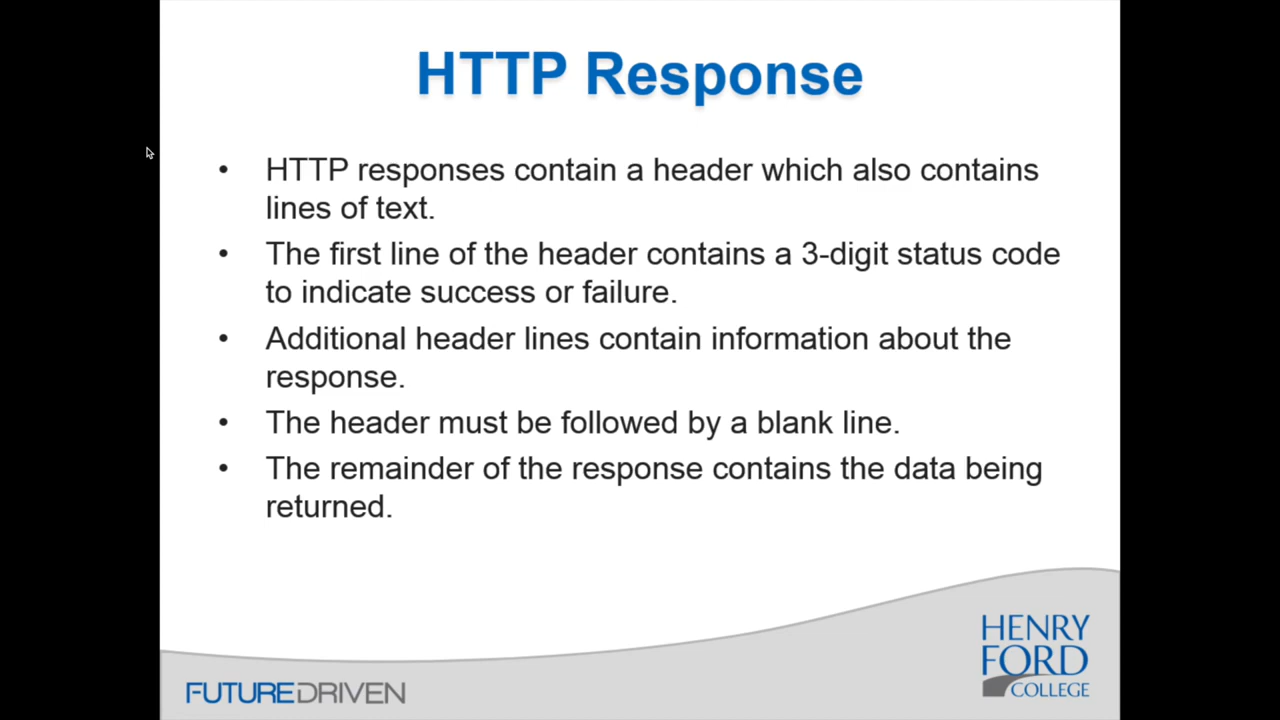 HTTP Response
• HTTP responses contain a header which also contains
lines of text.
• The first line of the header contains a 3-digit status code
to indicate success or failure.
• Additional header lines contain information about the
response.
• The header must be followed by a blank line.
• The remainder of the response contains the data being
returned.
FUTUREDRIVEN
HENRY
FORD
COLLEGE